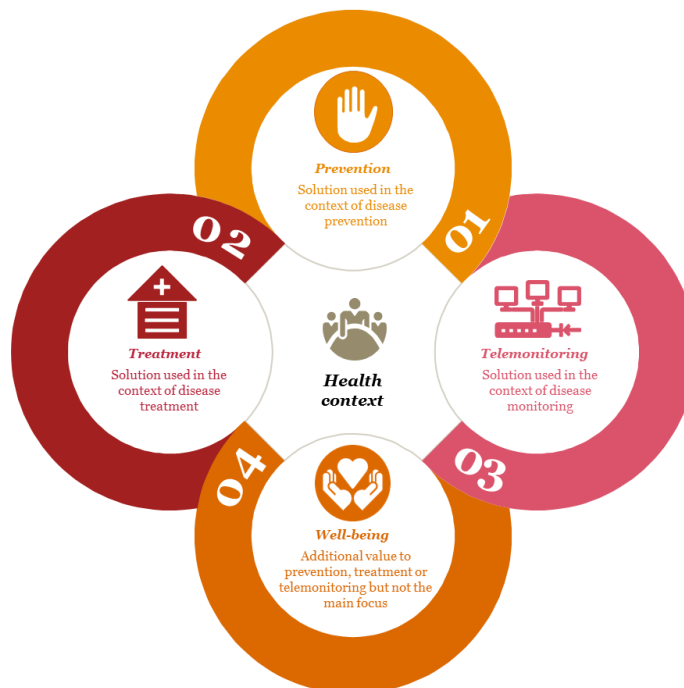 01
Prevention
Solution used in the
context of disease
prevention
02
Treatment
Solution used in the
context of disease
treatment
Health
context
03
Telemonitoring
Solution used in the
context of disease
monitoring
04
Well-being
Additional value to
prevention, treatment or
telemonitoring but not the
main focus